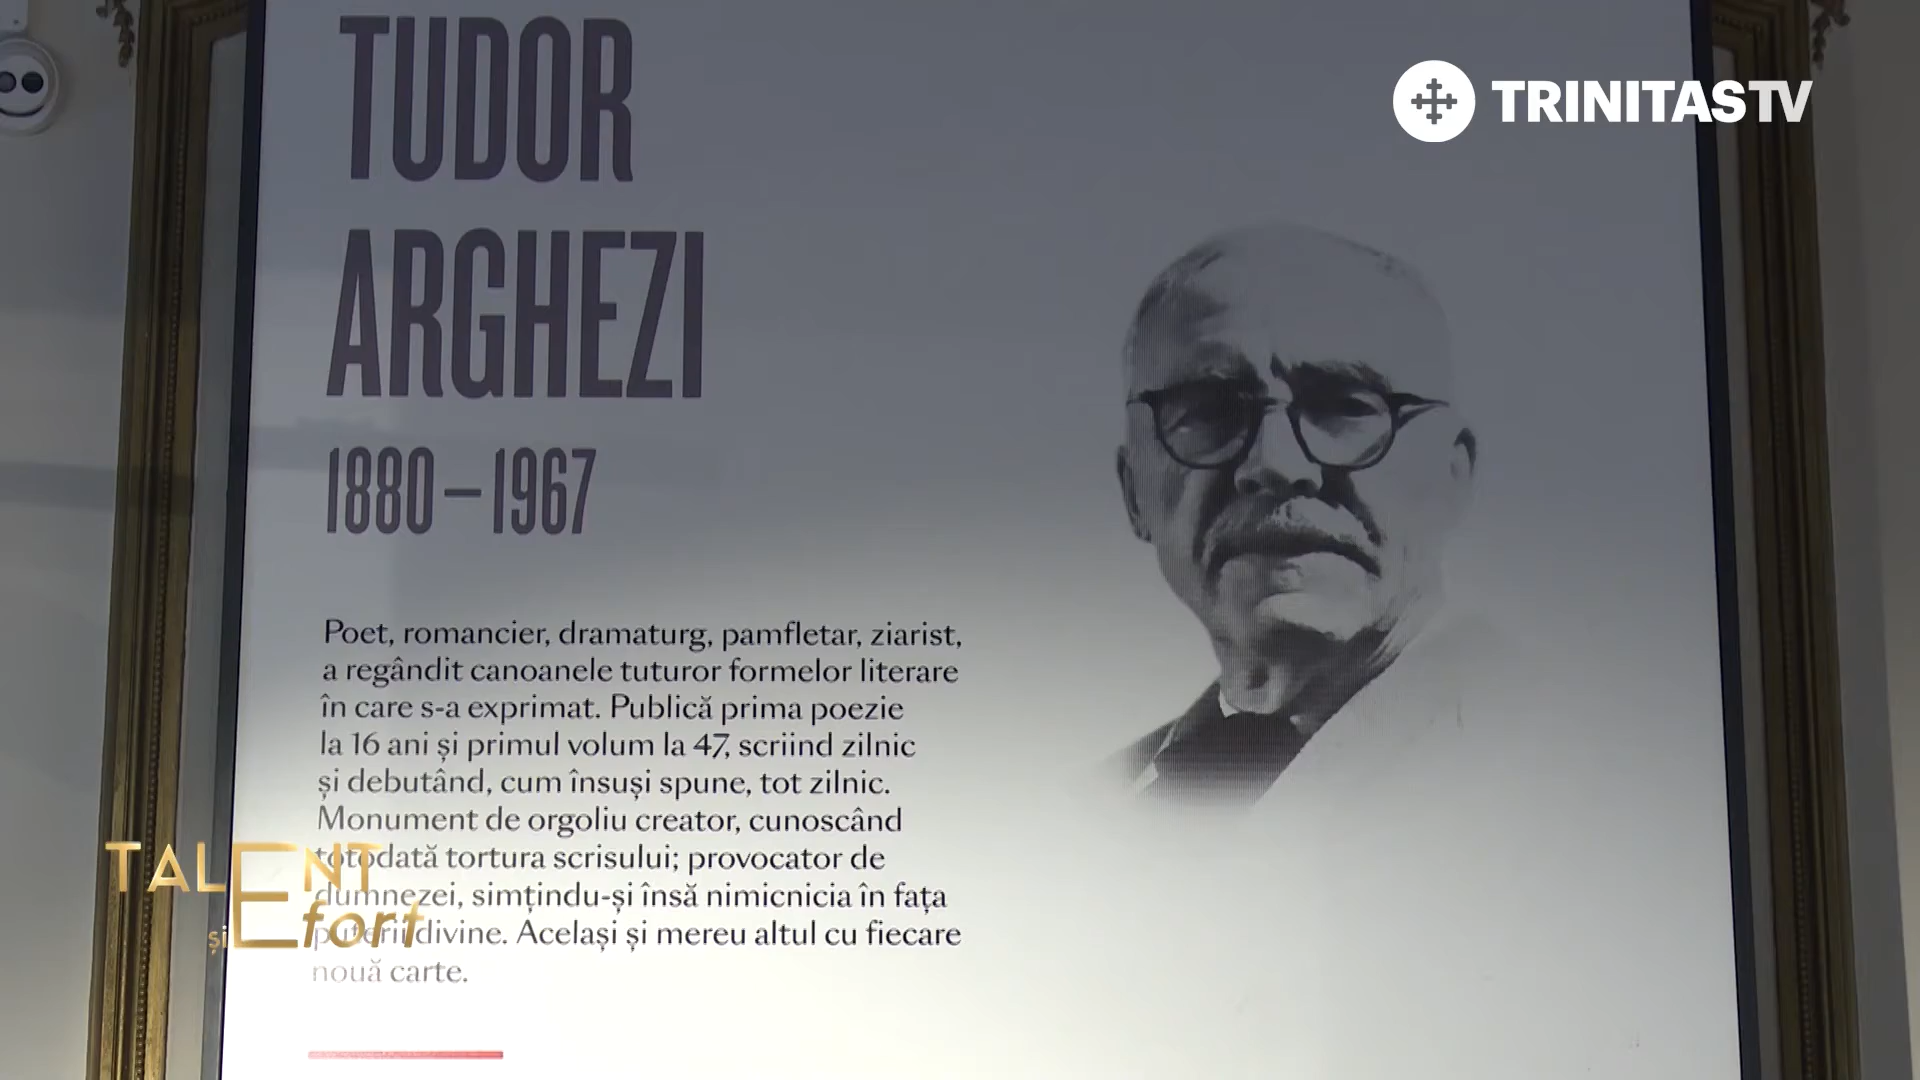 TUDOR
ARGHEZI
1880 – 1967
TRINITAS TV
Poet, romancier, dramaturg, pamfletar, ziarist,
a regândit canoanele tuturor formelor literare
în care s-a exprimat. Publică prima poezie
la 16 ani și primul volum la 47, scriind zilnic
și debutând, cum însuși spune, tot zilnic.
Monument de orgoliu creator, cunoscând
totodată tortura scrisului; provocator de
dumnezei, simțindu-și însă nimicnicia în fața
puterii divine. Același și mereu altul cu fiecare
nouă carte.
TALENT
și Efort